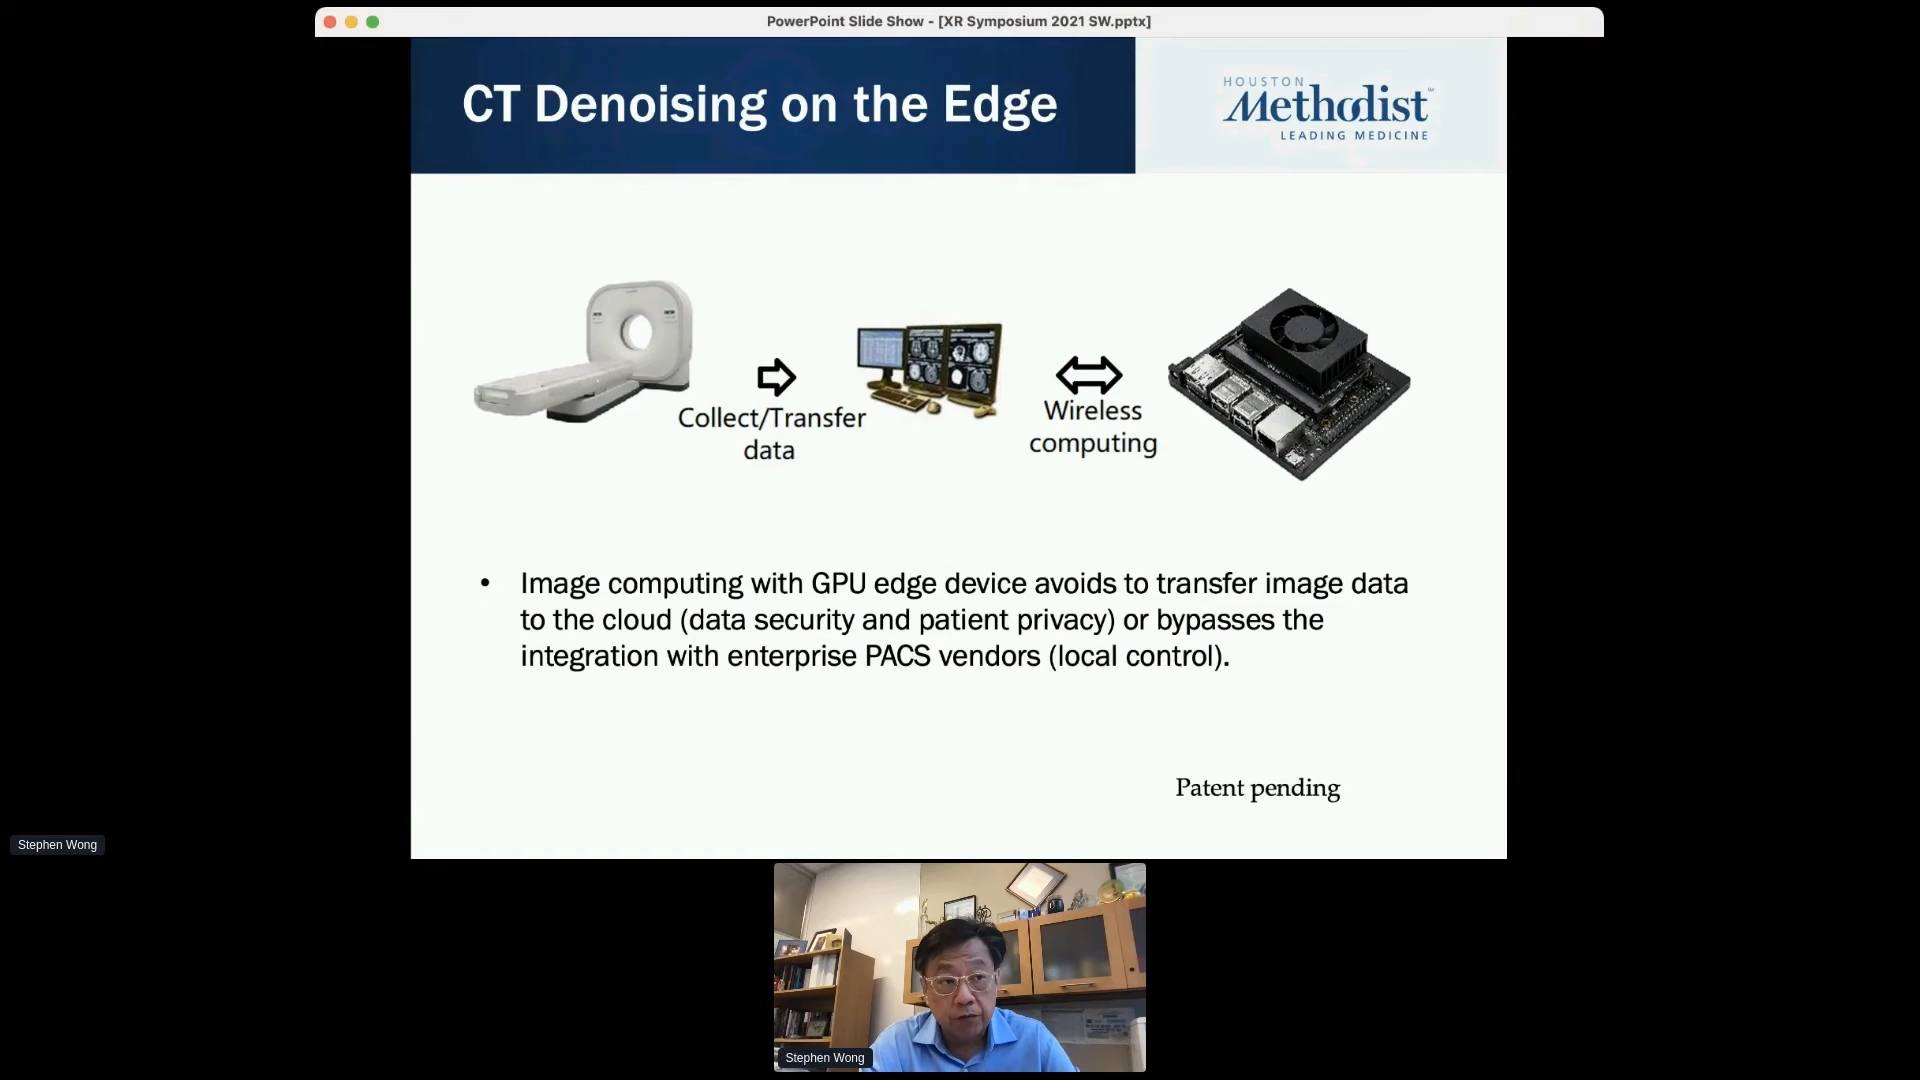 PowerPoint Slide Show - [XR Symposium 2021 SW.pptx]
CT Denoising on the Edge
HOUSTON
Methodist
LEADING MEDICINE
Collect/Transfer
data
Wireless
computing
• Image computing with GPU edge device avoids to transfer image data
to the cloud (data security and patient privacy) or bypasses the
integration with enterprise PACS vendors (local control).
Patent pending
Stephen Wong
Stephen Wong